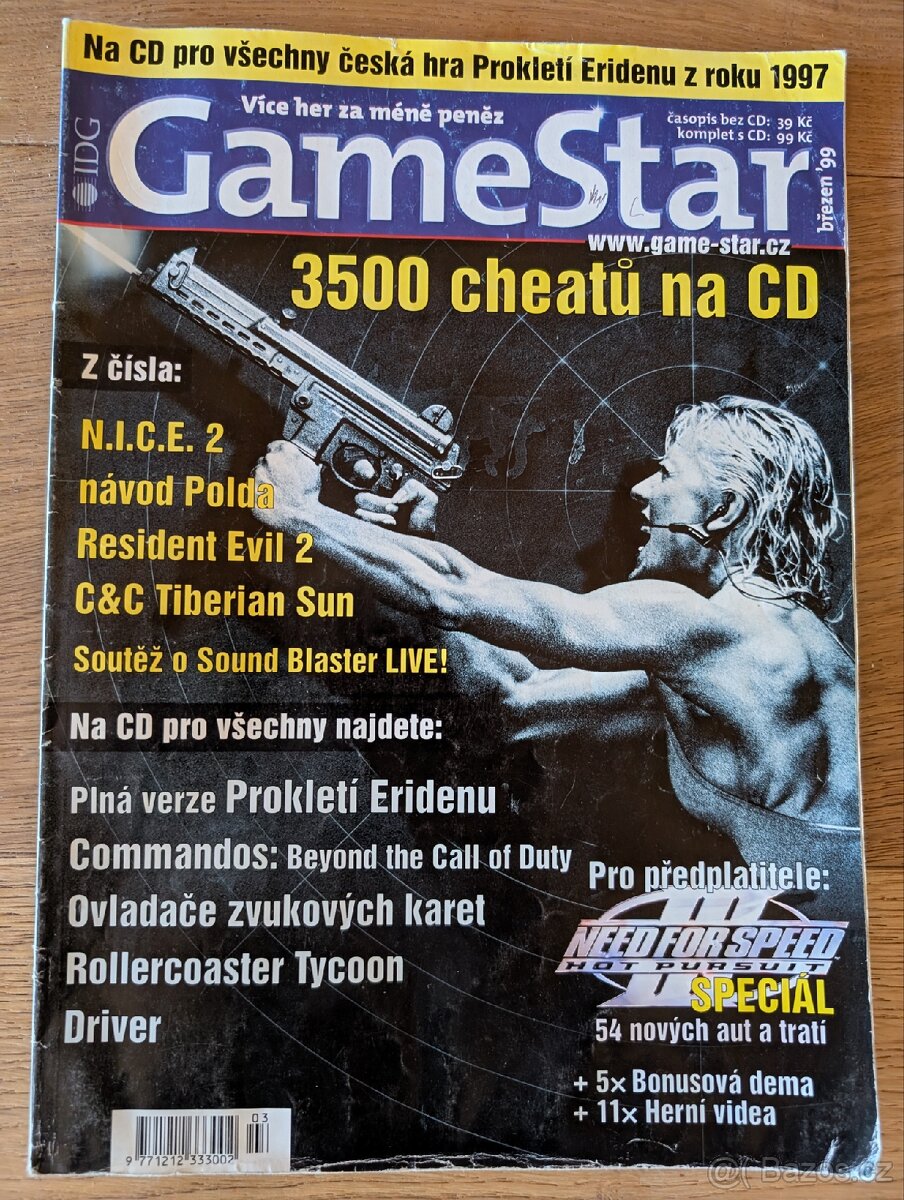 Na CD pro všechny česká hra Prokletí Eridenu z roku 1997
IDG
Více her za méně peněz
časopis bez CD: 39 Kč
komplet s CD: 99 Kč
GameStar
březen '99
www.game-star.cz
3500 cheatů na CD
Z čísla:
N.I.C.E. 2
návod Polda
Resident Evil 2
C&C Tiberian Sun
Soutěž o Sound Blaster LIVE!
Na CD pro všechny najdete:
Plná verze Prokletí Eridenu
Commandos: Beyond the Call of Duty
Ovladače zvukových karet
Rollercoaster Tycoon
Driver
Pro předplatitele:
III
NEED FOR SPEED
HOT PURSUIT
SPECIÁL
54 nových aut a tratí
+ 5x Bonusová dema
+ 11x Herní videa
03
9 771212 333002
Bazos.cz